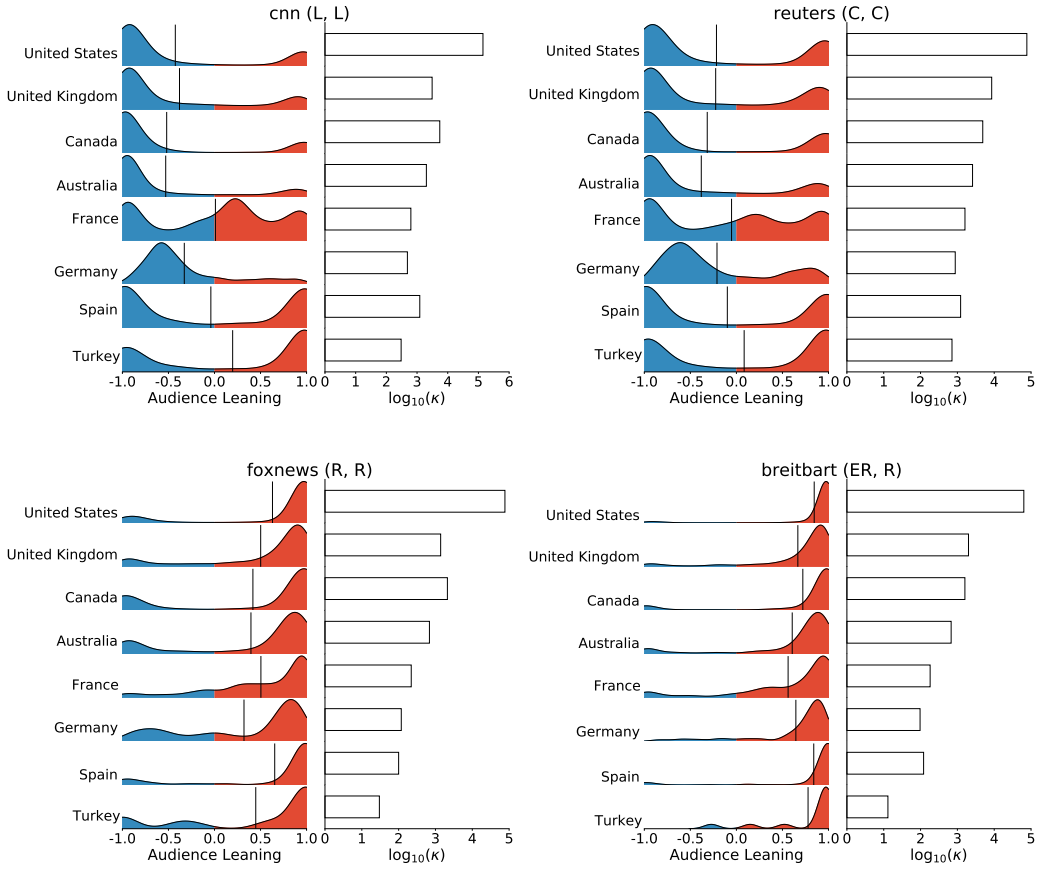 cnn (L, L)
United States
United Kingdom
Canada
Australia
France
Germany
Spain
Turkey
-1.0 -0.5 0.0 0.5 1.0
Audience Leaning
0 1 2 3 4 5 6
log10(κ)
reuters (C, C)
United States
United Kingdom
Canada
Australia
France
Germany
Spain
Turkey
-1.0 -0.5 0.0 0.5 1.0
Audience Leaning
0 1 2 3 4 5
log10(κ)
foxnews (R, R)
United States
United Kingdom
Canada
Australia
France
Germany
Spain
Turkey
-1.0 -0.5 0.0 0.5 1.0
Audience Leaning
0 1 2 3 4 5
log10(κ)
breitbart (ER, R)
United States
United Kingdom
Canada
Australia
France
Germany
Spain
Turkey
-1.0 -0.5 0.0 0.5 1.0
Audience Leaning
0 1 2 3 4 5
log10(κ)